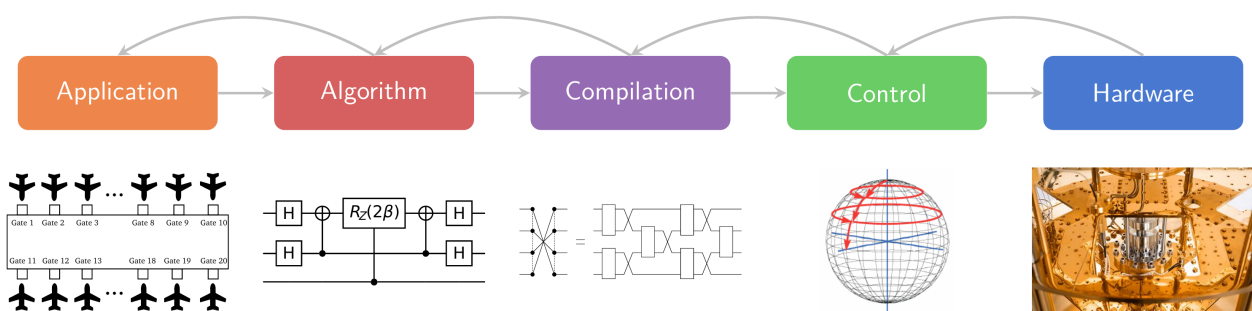 Application
Algorithm
Compilation
Control
Hardware
Gate 1 Gate 2 Gate 3 ... Gate 8 Gate 9 Gate 10
Gate 11 Gate 12 Gate 13 ... Gate 18 Gate 19 Gate 20
H R_Z(2β) H
H H
=